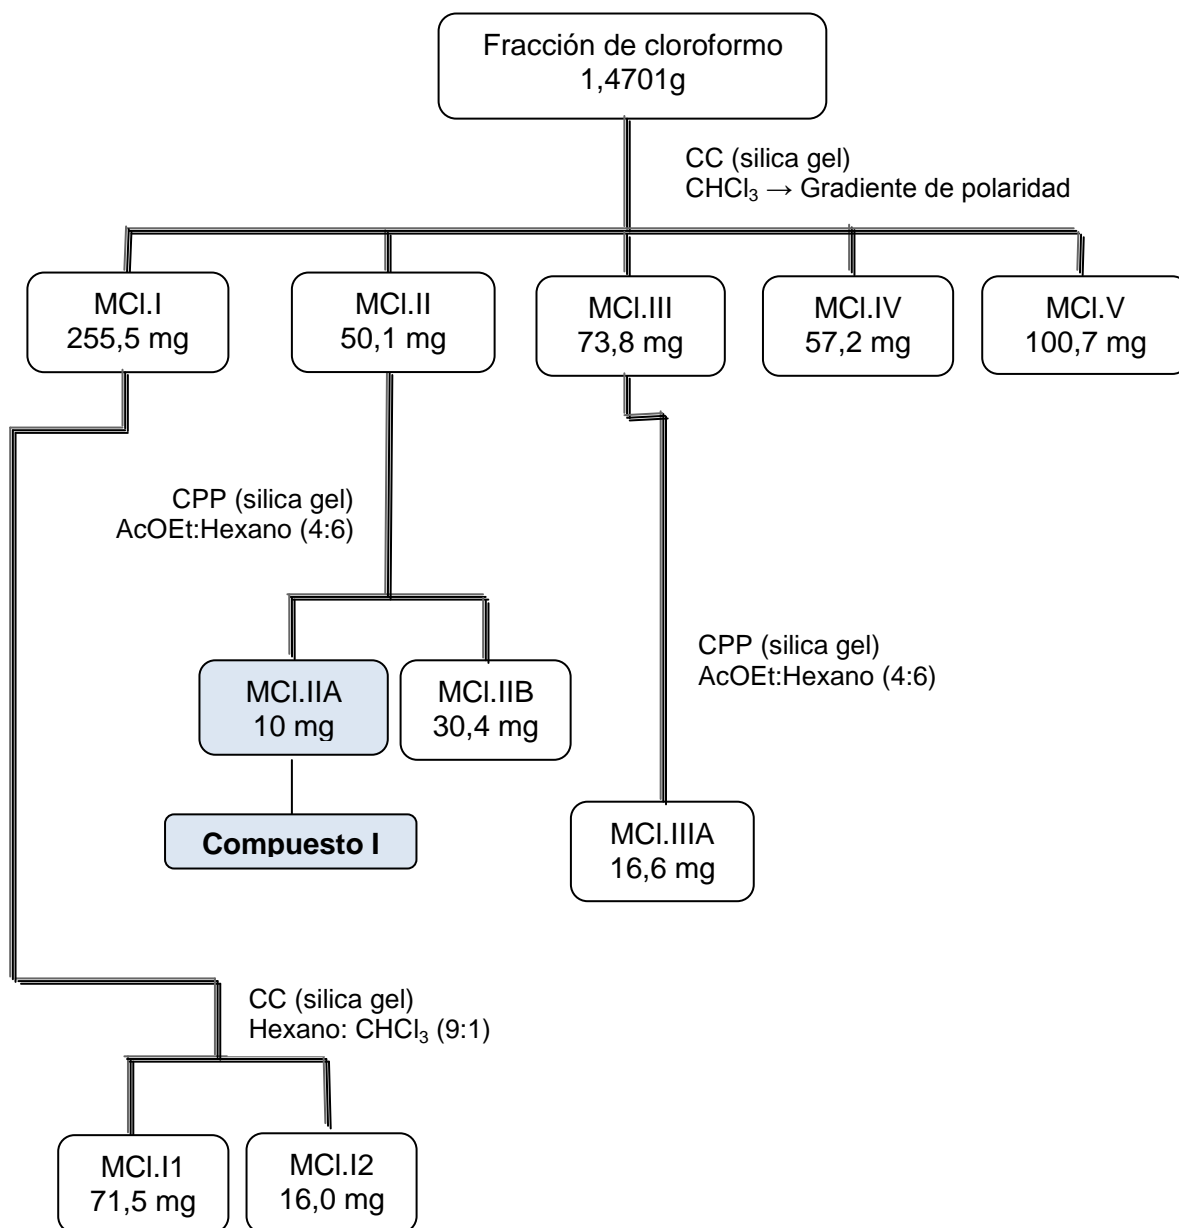 Fracción de cloroformo
1,4701g
CC (silica gel)
CHCl₃ → Gradiente de polaridad
MCl.I
255,5 mg
MCl.II
50,1 mg
MCl.III
73,8 mg
MCl.IV
57,2 mg
MCl.V
100,7 mg
CPP (silica gel)
AcOEt:Hexano (4:6)
CPP (silica gel)
AcOEt:Hexano (4:6)
MCl.IIA
10 mg
MCl.IIB
30,4 mg
Compuesto I
MCl.IIIA
16,6 mg
CC (silica gel)
Hexano: CHCl₃ (9:1)
MCl.I1
71,5 mg
MCl.I2
16,0 mg